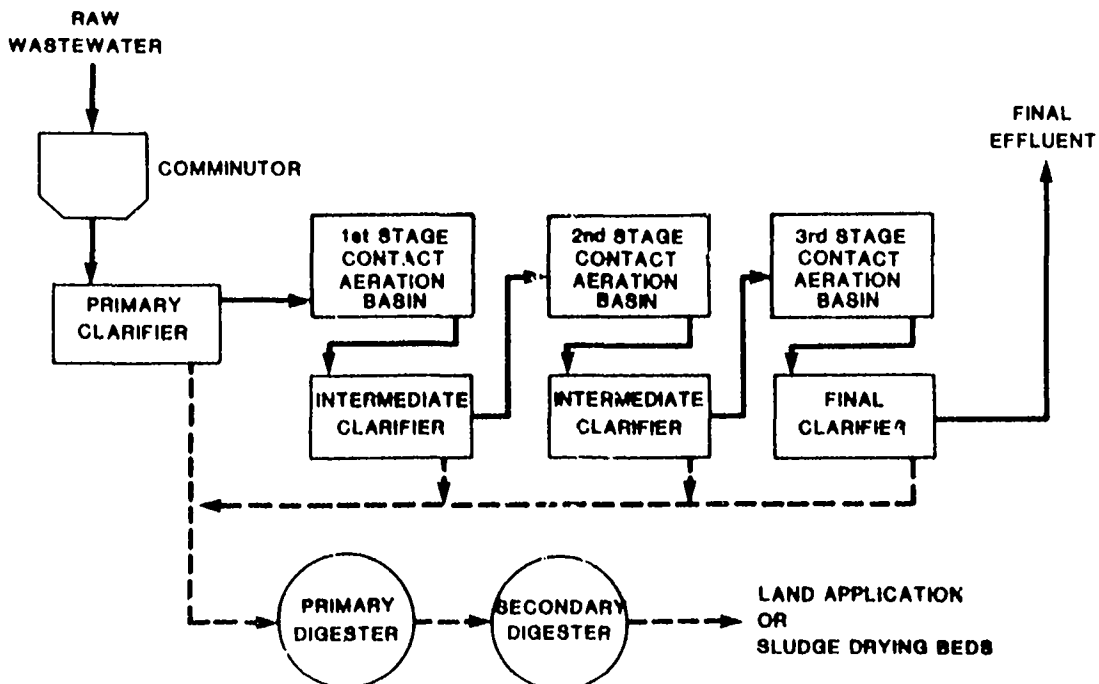 RAW
WASTEWATER
COMMINUTOR
FINAL
EFFLUENT
PRIMARY
CLARIFIER
1st STAGE
CONTACT
AERATION
BASIN
2nd STAGE
CONTACT
AERATION
BASIN
3rd STAGE
CONTACT
AERATION
BASIN
INTERMEDIATE
CLARIFIER
INTERMEDIATE
CLARIFIER
FINAL
CLARIFIER
PRIMARY
DIGESTER
SECONDARY
DIGESTER
LAND APPLICATION
OR
SLUDGE DRYING BEDS